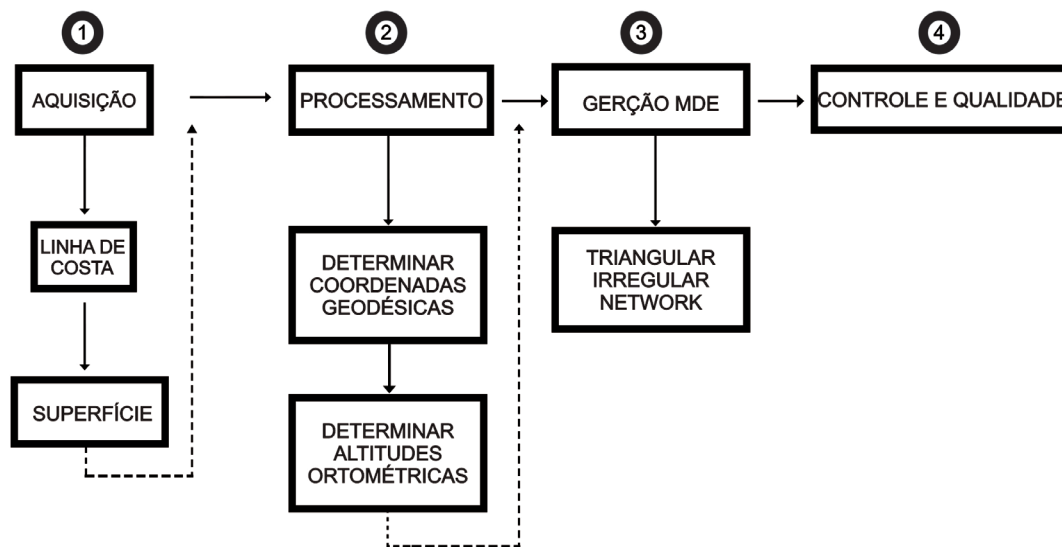 1
2
3
4
AQUISIÇÃO
PROCESSAMENTO
GERÇÃO MDE
CONTROLE E QUALIDADE
LINHA DE
COSTA
DETERMINAR
COORDENADAS
GEODÉSICAS
TRIANGULAR
IRREGULAR
NETWORK
SUPERFÍCIE
DETERMINAR
ALTITUDES
ORTOMÉTRICAS